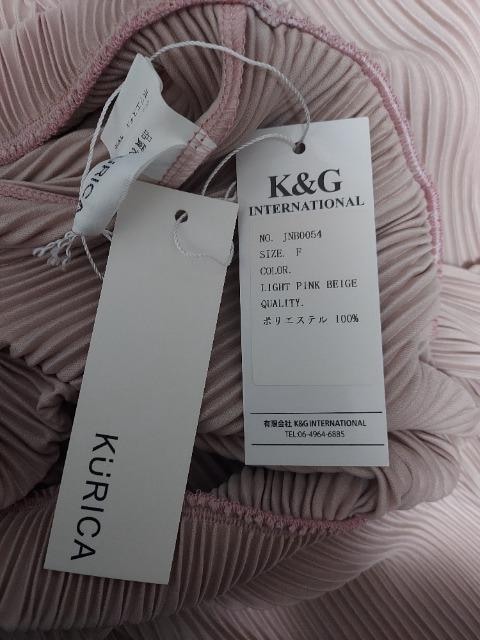 K&G
INTERNATIONAL
NO. JNB0054
SIZE. F
COLOR.
LIGHT PINK BEIGE
QUALITY.
ポリエステル 100%
有限会社 K&G INTERNATIONAL
TEL:06-4964-6885
KüRICA
URICA